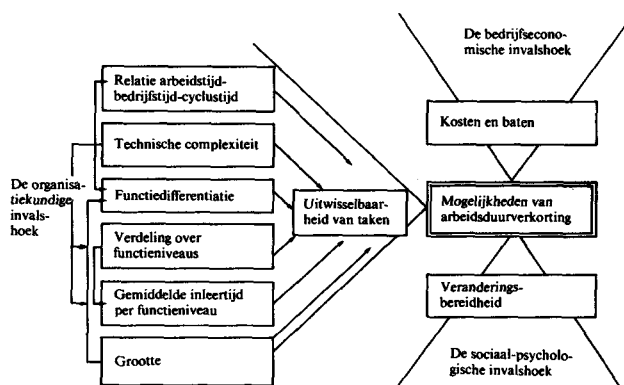 De bedrijfsecono-
mische invalshoek
Relatie arbeidstijd-
bedrijfstijd-cyclustijd
Technische complexiteit
Kosten en baten
De organisa-
tiekundige
invals-
hoek
Functiedifferentiatie
Uitwisselbaar-
heid van taken
Mogelijkheden van
arbeidsduurverkorting
Verdeling over
functieniveaus
Gemiddelde inleertijd
per functieniveau
Veranderings-
bereidheid
Grootte
De sociaal-psycholo-
gische invalshoek